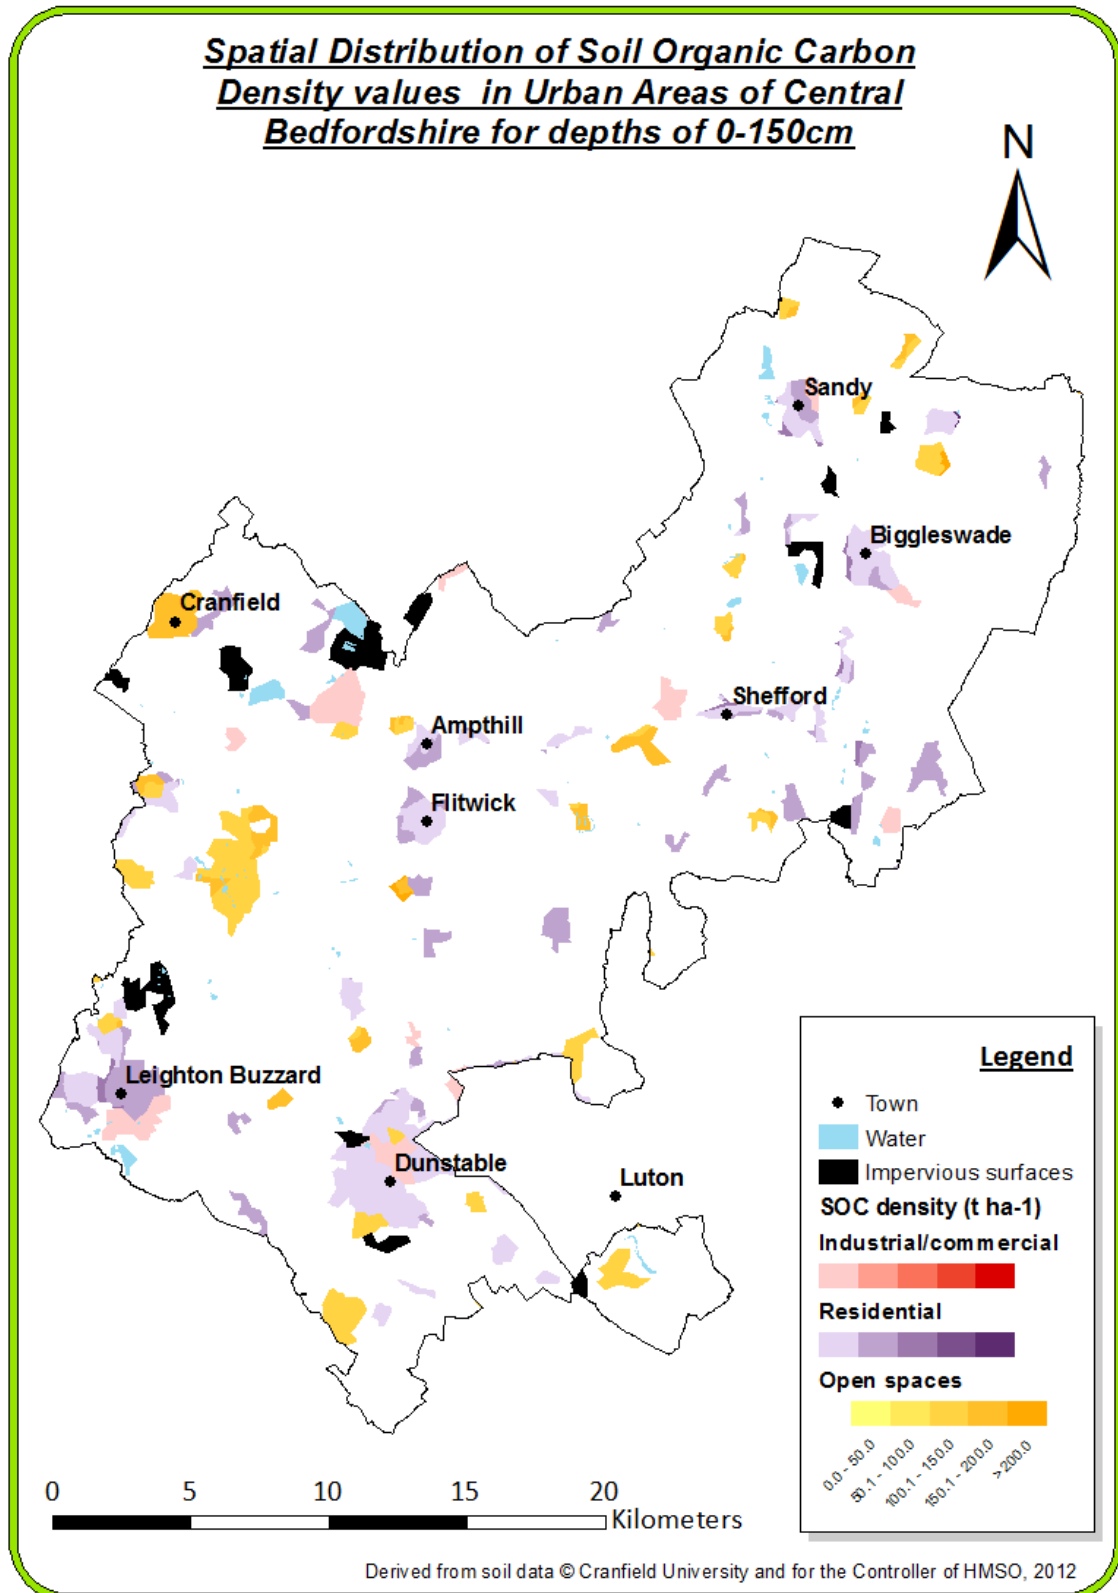 Spatial Distribution of Soil Organic Carbon
Density values in Urban Areas of Central
Bedfordshire for depths of 0-150cm
N
Sandy
Biggleswade
Cranfield
Shefford
Ampthill
Flitwick
Leighton Buzzard
Dunstable
Luton
Legend
Town
Water
Impervious surfaces
SOC density (t ha-1)
Industrial/commercial
Residential
Open spaces
0.0 - 50.0
50.1 - 100.0
100.1 - 150.0
150.1 - 200.0
>200.0
0 5 10 15 20
Kilometers
Derived from soil data © Cranfield University and for the Controller of HMSO, 2012